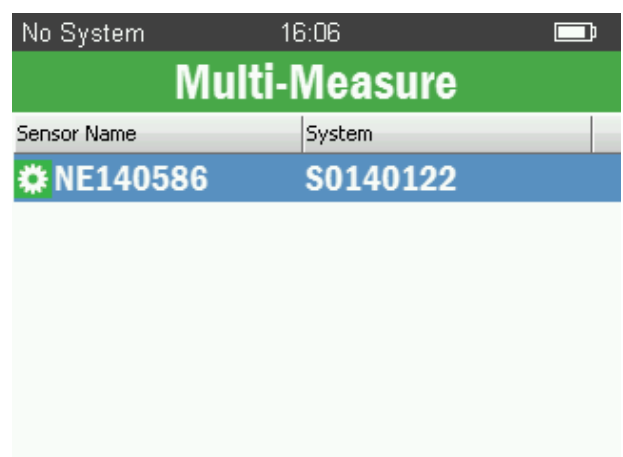 No System 16:06
Multi-Measure
Sensor Name System
NE140586 S0140122